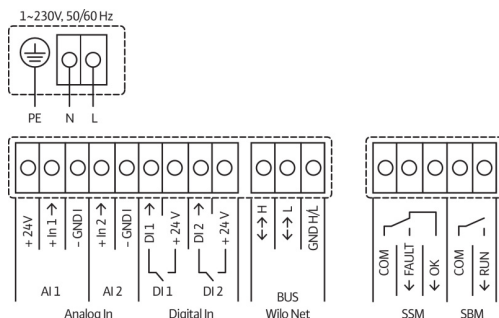 1~230V, 50/60 Hz
PE N L
+ 24 V
+ In 1 →
- GND I
+ In 2 →
- GND I
DI 1 →
+ 24 V
DI 2 →
+ 24 V
↔ H
↔ L
GND H/L
COM
← FAULT
← OK
COM
← RUN
AI 1 AI 2 DI 1 DI 2 BUS
Analog In Digital In Wilo Net SSM SBM